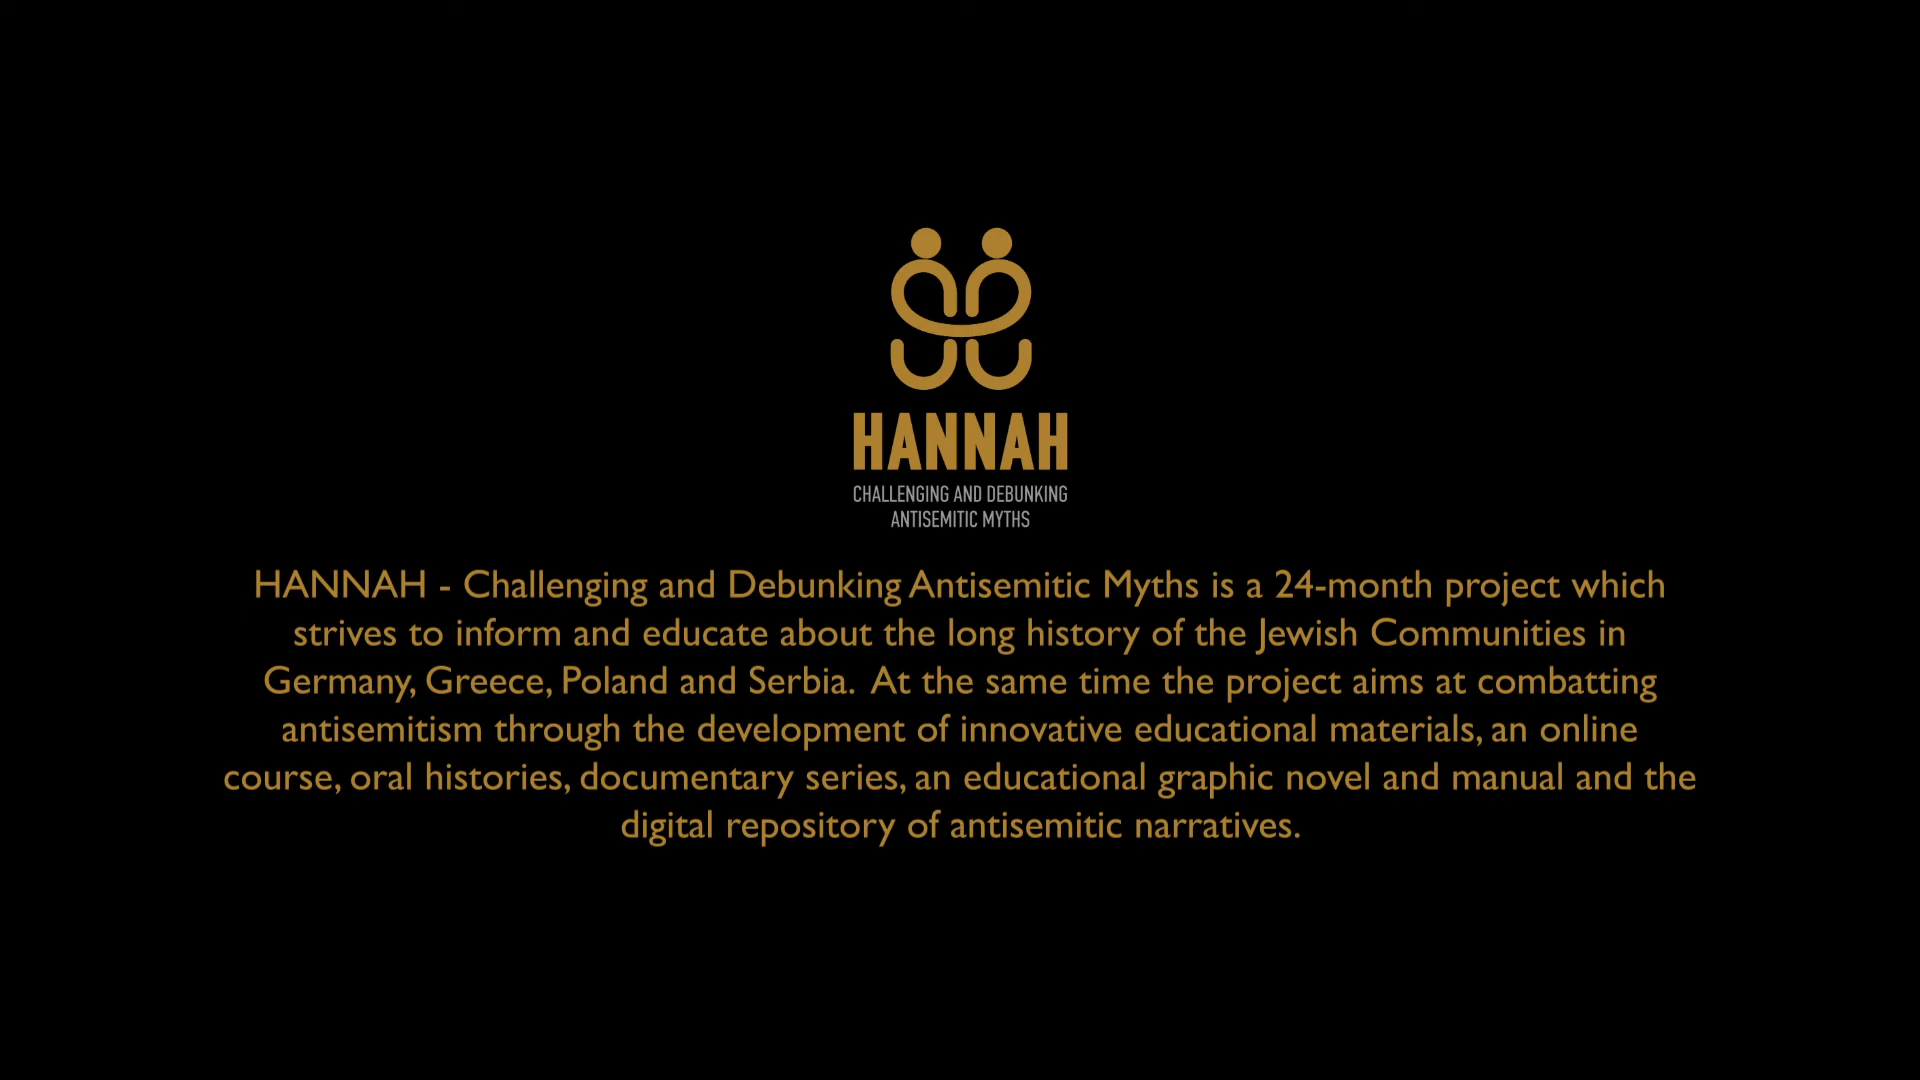 HANNAH
CHALLENGING AND DEBUNKING
ANTISEMITIC MYTHS
HANNAH - Challenging and Debunking Antisemitic Myths is a 24-month project which
strives to inform and educate about the long history of the Jewish Communities in
Germany, Greece, Poland and Serbia. At the same time the project aims at combatting
antisemitism through the development of innovative educational materials, an online
course, oral histories, documentary series, an educational graphic novel and manual and the
digital repository of antisemitic narratives.